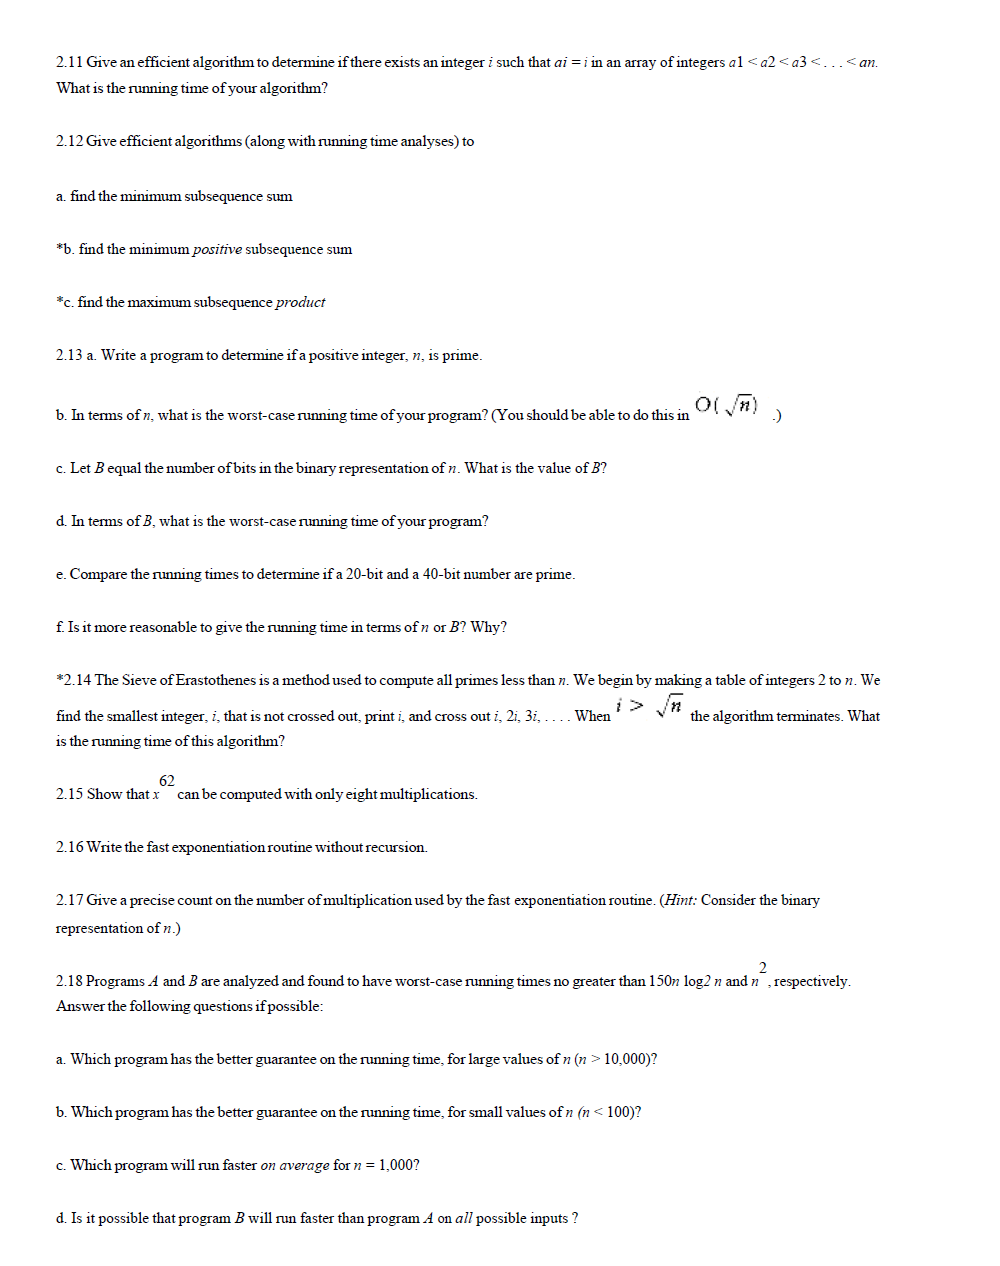 2.11 Give an efficient algorithm to determine if there exists an integer i such that ai = i in an array of integers a1 < a2 < a3 < . . . < an.
What is the running time of your algorithm?
2.12 Give efficient algorithms (along with running time analyses) to
a. find the minimum subsequence sum
*b. find the minimum positive subsequence sum
*c. find the maximum subsequence product
2.13 a. Write a program to determine if a positive integer, n, is prime.
b. In terms of n, what is the worst-case running time of your program? (You should be able to do this in O( √n) .)
c. Let B equal the number of bits in the binary representation of n. What is the value of B?
d. In terms of B, what is the worst-case running time of your program?
e. Compare the running times to determine if a 20-bit and a 40-bit number are prime.
f. Is it more reasonable to give the running time in terms of n or B? Why?
*2.14 The Sieve of Erastothenes is a method used to compute all primes less than n. We begin by making a table of integers 2 to n. We
find the smallest integer, i, that is not crossed out, print i, and cross out i, 2i, 3i, . . . . When i > √n the algorithm terminates. What
is the running time of this algorithm?
2.15 Show that x^62 can be computed with only eight multiplications.
2.16 Write the fast exponentiation routine without recursion.
2.17 Give a precise count on the number of multiplication used by the fast exponentiation routine. (Hint: Consider the binary
representation of n.)
2.18 Programs A and B are analyzed and found to have worst-case running times no greater than 150n log2 n and n^2 , respectively.
Answer the following questions if possible:
a. Which program has the better guarantee on the running time, for large values of n (n > 10,000)?
b. Which program has the better guarantee on the running time, for small values of n (n < 100)?
c. Which program will run faster on average for n = 1,000?
d. Is it possible that program B will run faster than program A on all possible inputs ?